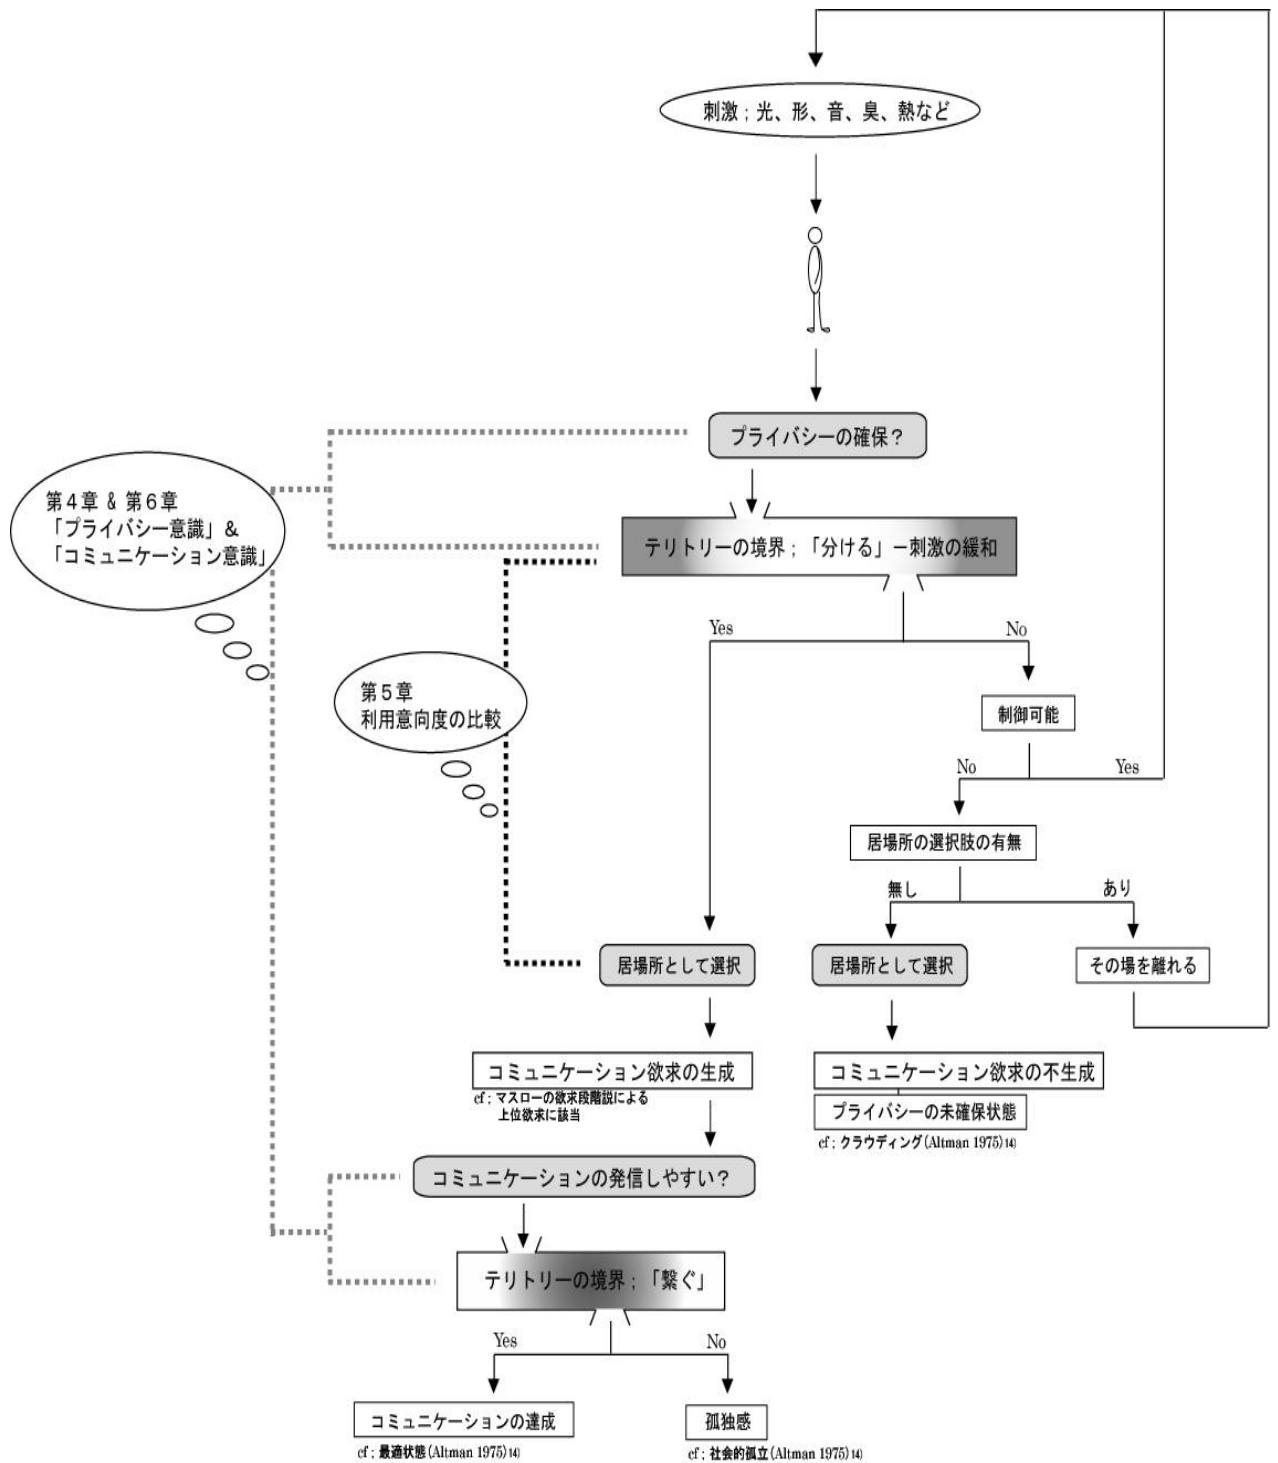 刺激；光、形、音、臭、熱など
プライバシーの確保？
第4章 & 第6章
「プライバシー意識」&
「コミュニケーション意識」
テリトリーの境界；「分ける」－刺激の緩和
Yes
No
第5章
利用意向度の比較
制御可能
No
Yes
居場所の選択肢の有無
無し
あり
居場所として選択
居場所として選択
その場を離れる
コミュニケーション欲求の生成
cf；マスローの欲求段階説による
上位欲求に該当
コミュニケーション欲求の不生成
プライバシーの未確保状態
cf；クラウディング(Altman 1975)14)
コミュニケーションの発信しやすい？
テリトリーの境界；「繋ぐ」
Yes
No
コミュニケーションの達成
cf；最適状態(Altman 1975)14)
孤独感
cf；社会的孤立(Altman 1975)14)